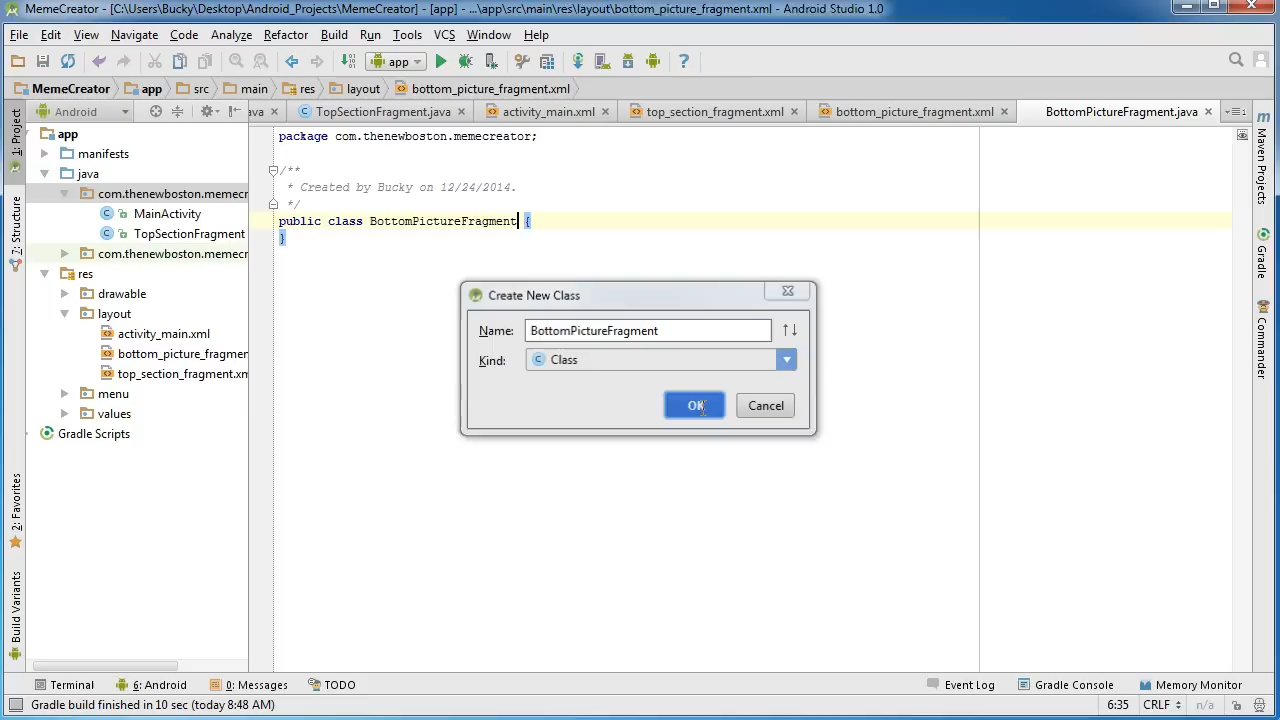 MemeCreator - [C:\Users\Bucky\Desktop\Android_Projects\MemeCreator] - [app] - ...\app\src\main\res\layout\bottom_picture_fragment.xml - Android Studio 1.0
File Edit View Navigate Code Analyze Refactor Build Run Tools VCS Window Help
app
MemeCreator app src main res layout bottom_picture_fragment.xml
Android ava TopSectionFragment.java activity_main.xml top_section_fragment.xml bottom_picture_fragment.xml BottomPictureFragment.java
1
1: Project
7: Structure
2: Favorites
Build Variants
app
manifests
java
com.thenewboston.memecr
MainActivity
TopSectionFragment
com.thenewboston.memecr
res
drawable
layout
activity_main.xml
bottom_picture_fragmen
top_section_fragment.xm
menu
values
Gradle Scripts
package com.thenewboston.memecreator;
/**
* Created by Bucky on 12/24/2014.
*/
public class BottomPictureFragment {
}
Create New Class
Name: BottomPictureFragment
Kind: Class
OK Cancel
m
Maven Projects
Gradle
Commander
Terminal 6: Android 0: Messages TODO Event Log Gradle Console Memory Monitor
Gradle build finished in 10 sec (today 8:48 AM) 6:35 CRLF n/a